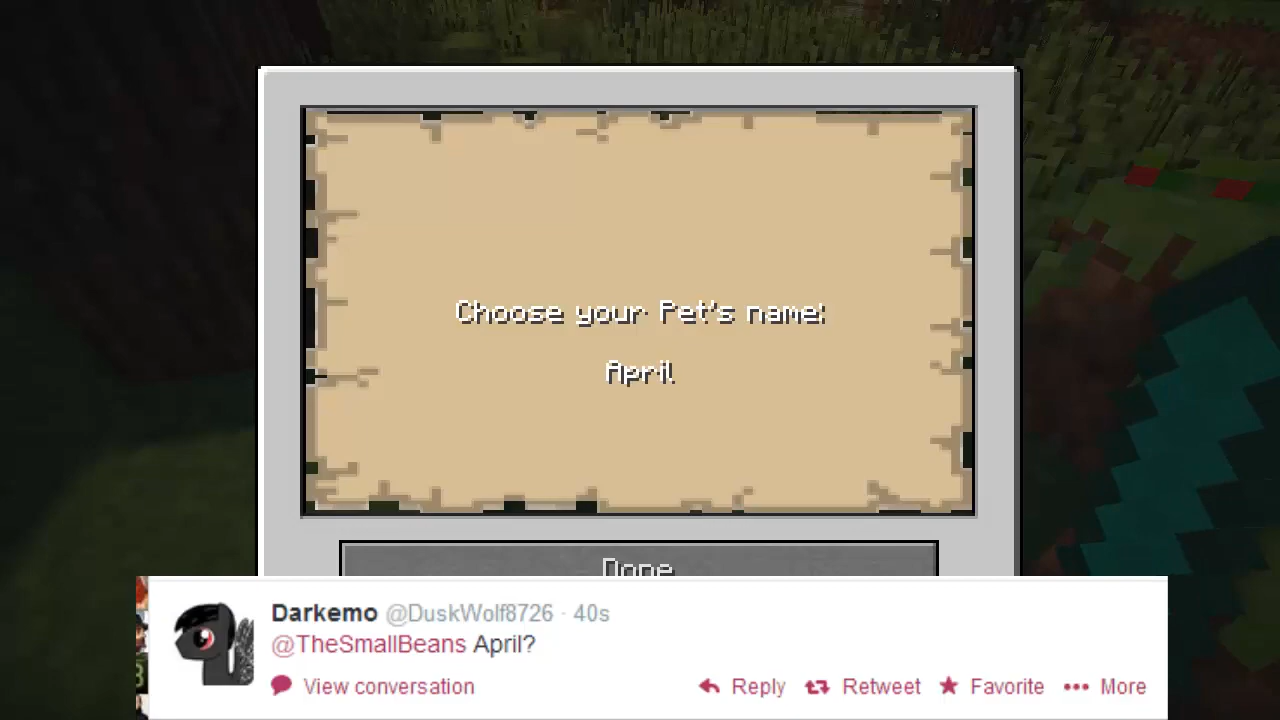 Choose your Pet's name:
April
Done
Darkemo @DuskWolf8726 · 40s
@TheSmallBeans April?
View conversation Reply Retweet Favorite More